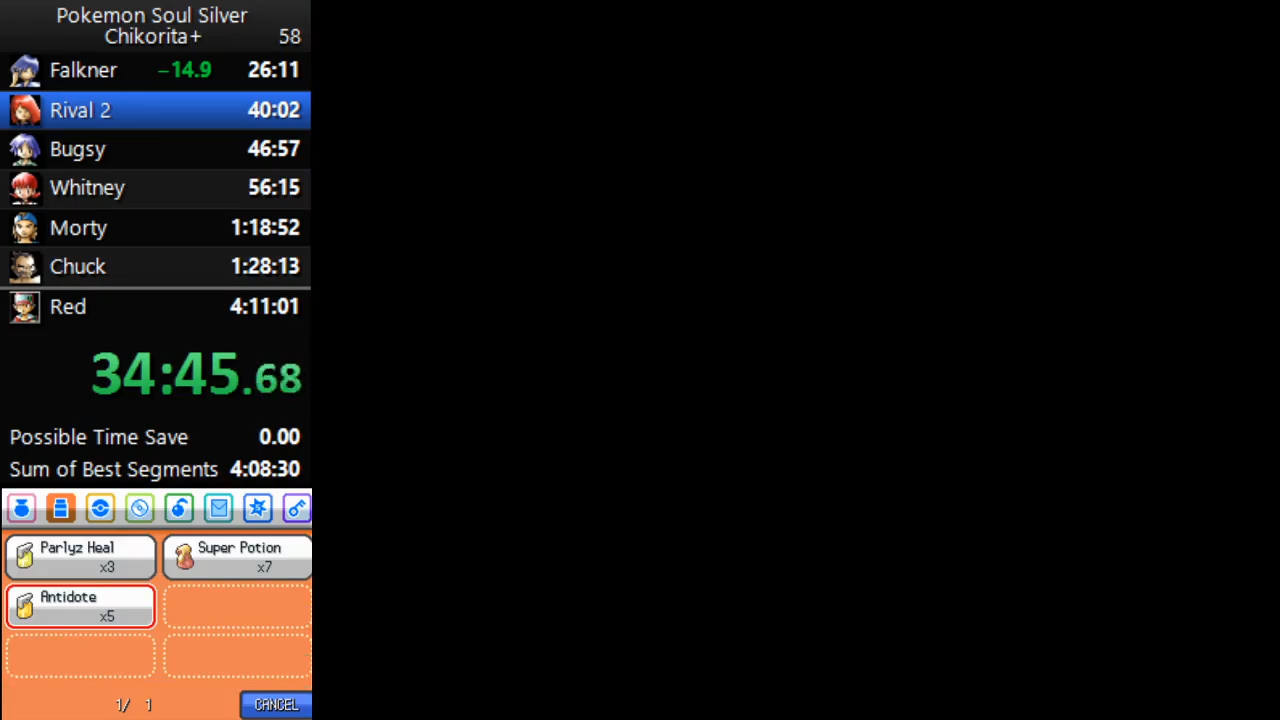 Pokemon Soul Silver
Chikorita+ 58
Falkner −14.9 26:11
Rival 2 40:02
Bugsy 46:57
Whitney 56:15
Morty 1:18:52
Chuck 1:28:13
Red 4:11:01
34:45.68
Possible Time Save 0.00
Sum of Best Segments 4:08:30
Parlyz Heal Super Potion
x3 x7
Antidote
x5
1/ 1 CANCEL